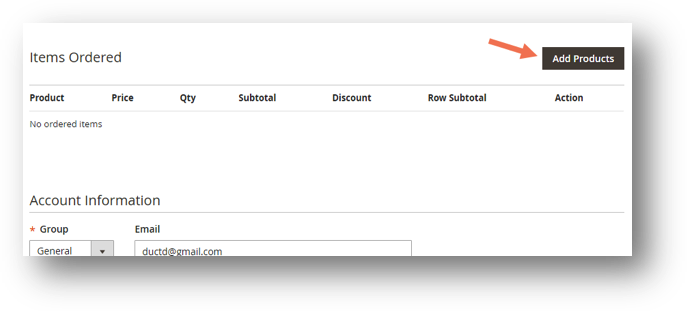 Items Ordered
Add Products
Product Price Qty Subtotal Discount Row Subtotal Action
No ordered items
Account Information
* Group Email
General ductd@gmail.com